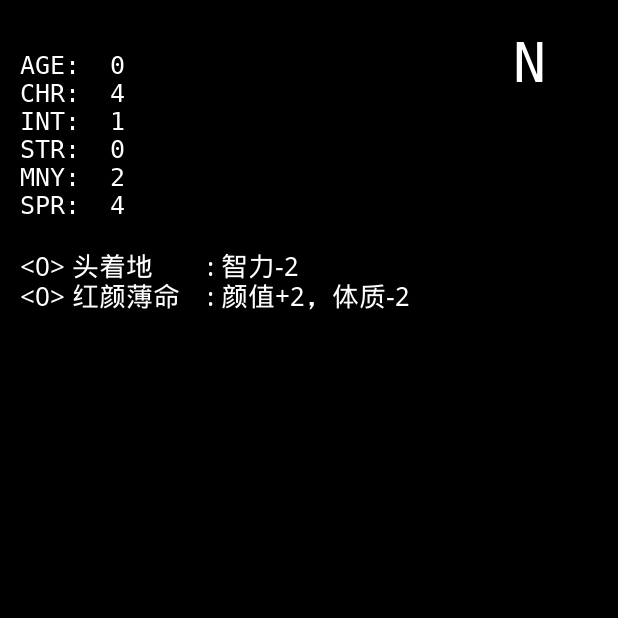 N
AGE: 0
CHR: 4
INT: 1
STR: 0
MNY: 2
SPR: 4
<O> 头着地 : 智力-2
<O> 红颜薄命 : 颜值+2，体质-2